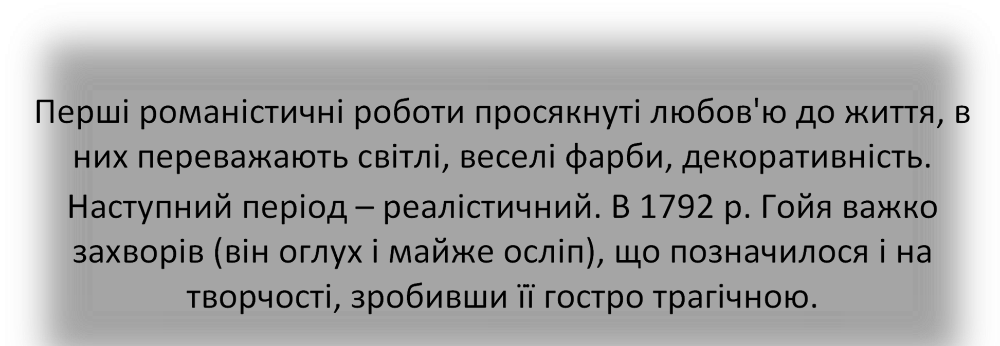 Перші романістичні роботи просякнуті любов'ю до життя, в
них переважають світлі, веселі фарби, декоративність.
Наступний період – реалістичний. В 1792 р. Гойя важко
захворів (він оглух і майже осліп), що позначилося і на
творчості, зробивши її гостро трагічною.